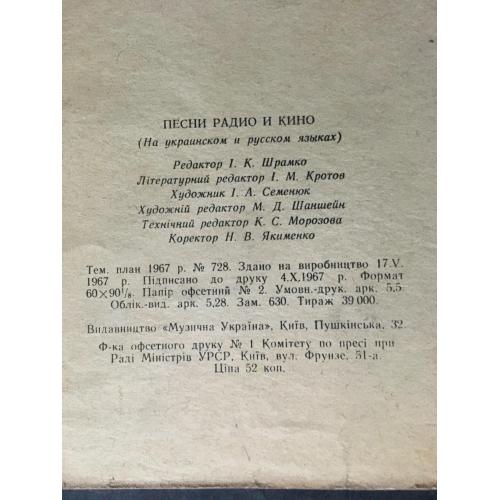 ПЕСНИ РАДИО И КИНО
(На украинском и русском языках)
Редактор І. К. Шрамко
Літературний редактор І. М. Кротов
Художник І. А. Семенюк
Художній редактор М. Д. Шаншейн
Технічний редактор К. С. Морозова
Коректор Н. В. Якименко
Тем. план 1967 р. № 728. Здано на виробництво 17.V.
1967 р. Підписано до друку 4.X.1967 р. Формат
60×90⅛. Папір офсетний № 2. Умовн.-друк. арк. 5,5.
Облік.-вид. арк. 5,28. Зам. 630. Тираж 39 000.
Видавництво «Музична Україна», Київ, Пушкінська, 32.
Ф-ка офсетного друку № 1 Комітету по пресі при
Раді Міністрів УРСР, Київ, вул. Фрунзе, 51-а.
Ціна 52 коп.